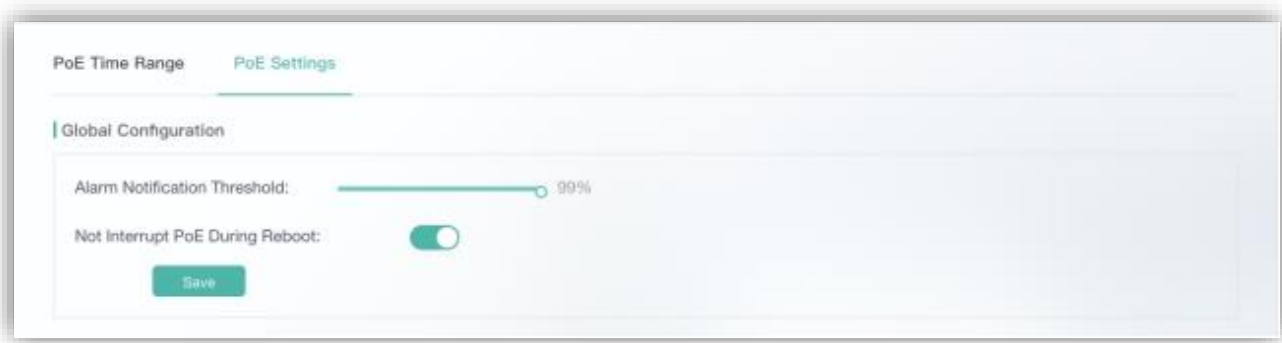 PoE Time Range PoE Settings
Global Configuration
Alarm Notification Threshold: 99%
Not Interrupt PoE During Reboot:
Save